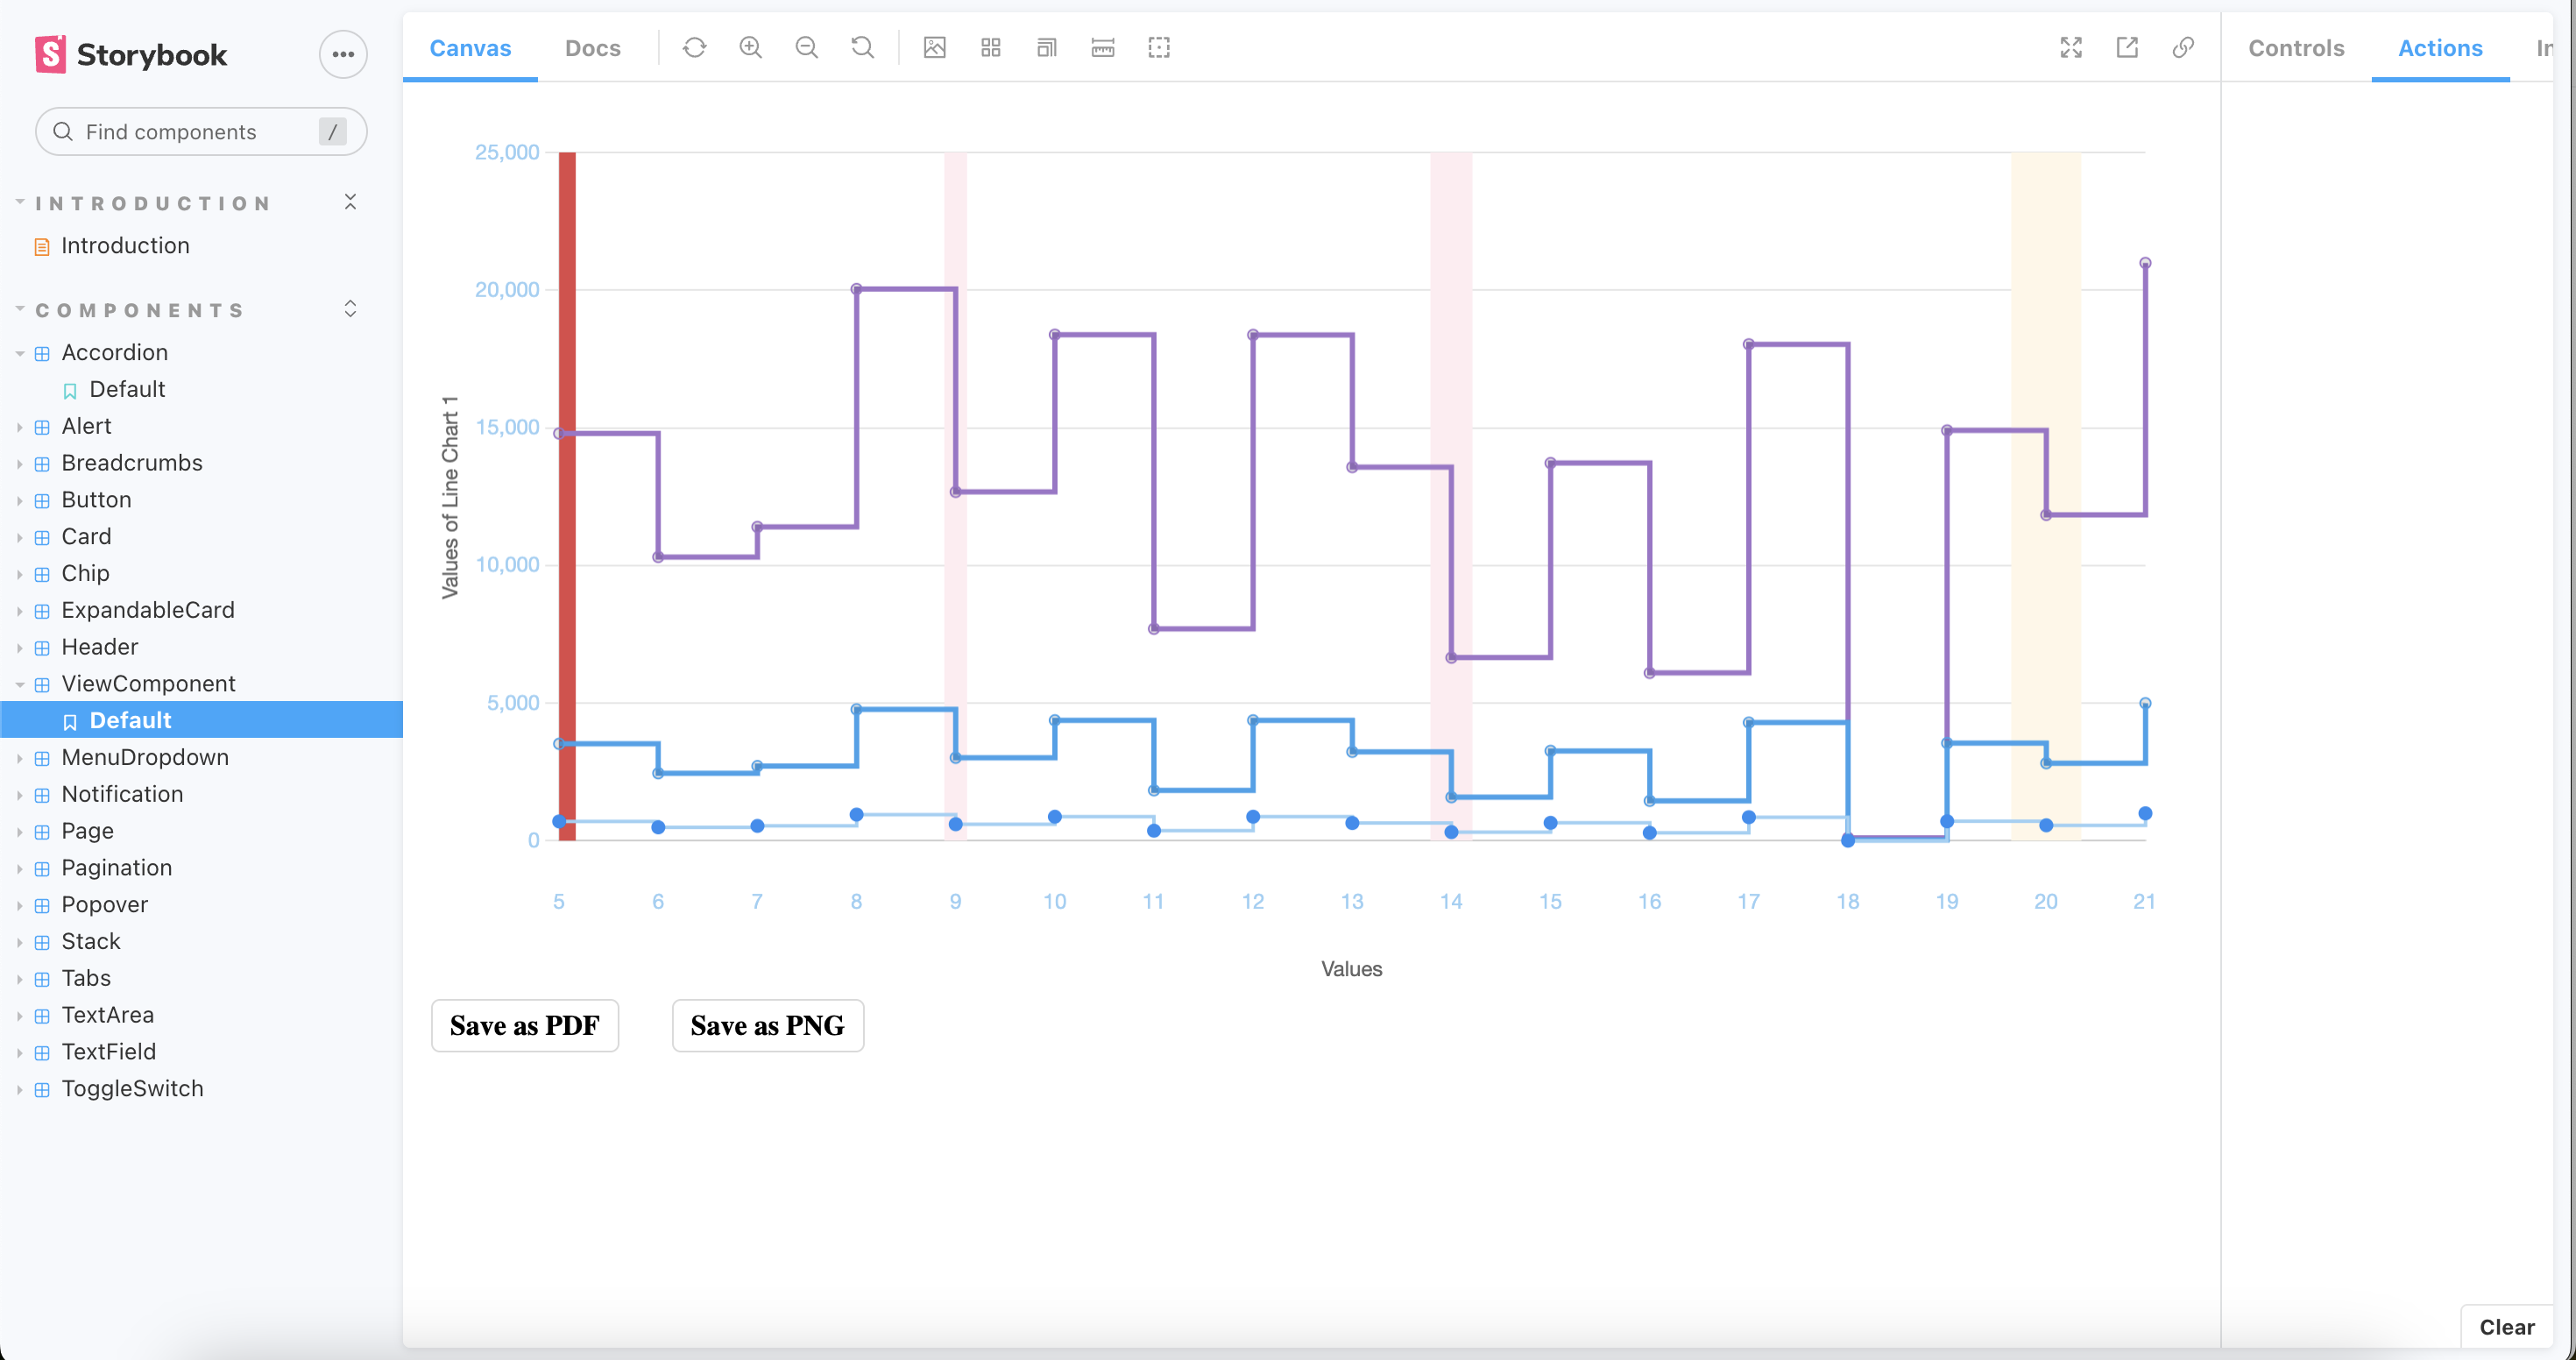 Storybook
Find components
/
INTRODUCTION
Introduction
COMPONENTS
Accordion
Default
Alert
Breadcrumbs
Button
Card
Chip
ExpandableCard
Header
ViewComponent
Default
MenuDropdown
Notification
Page
Pagination
Popover
Stack
Tabs
TextArea
TextField
ToggleSwitch
Canvas
Docs
25,000
20,000
15,000
10,000
5,000
0
Values of Line Chart 1
5 6 7 8 9 10 11 12 13 14 15 16 17 18 19 20 21
Values
Save as PDF
Save as PNG
Controls
Actions
Clear